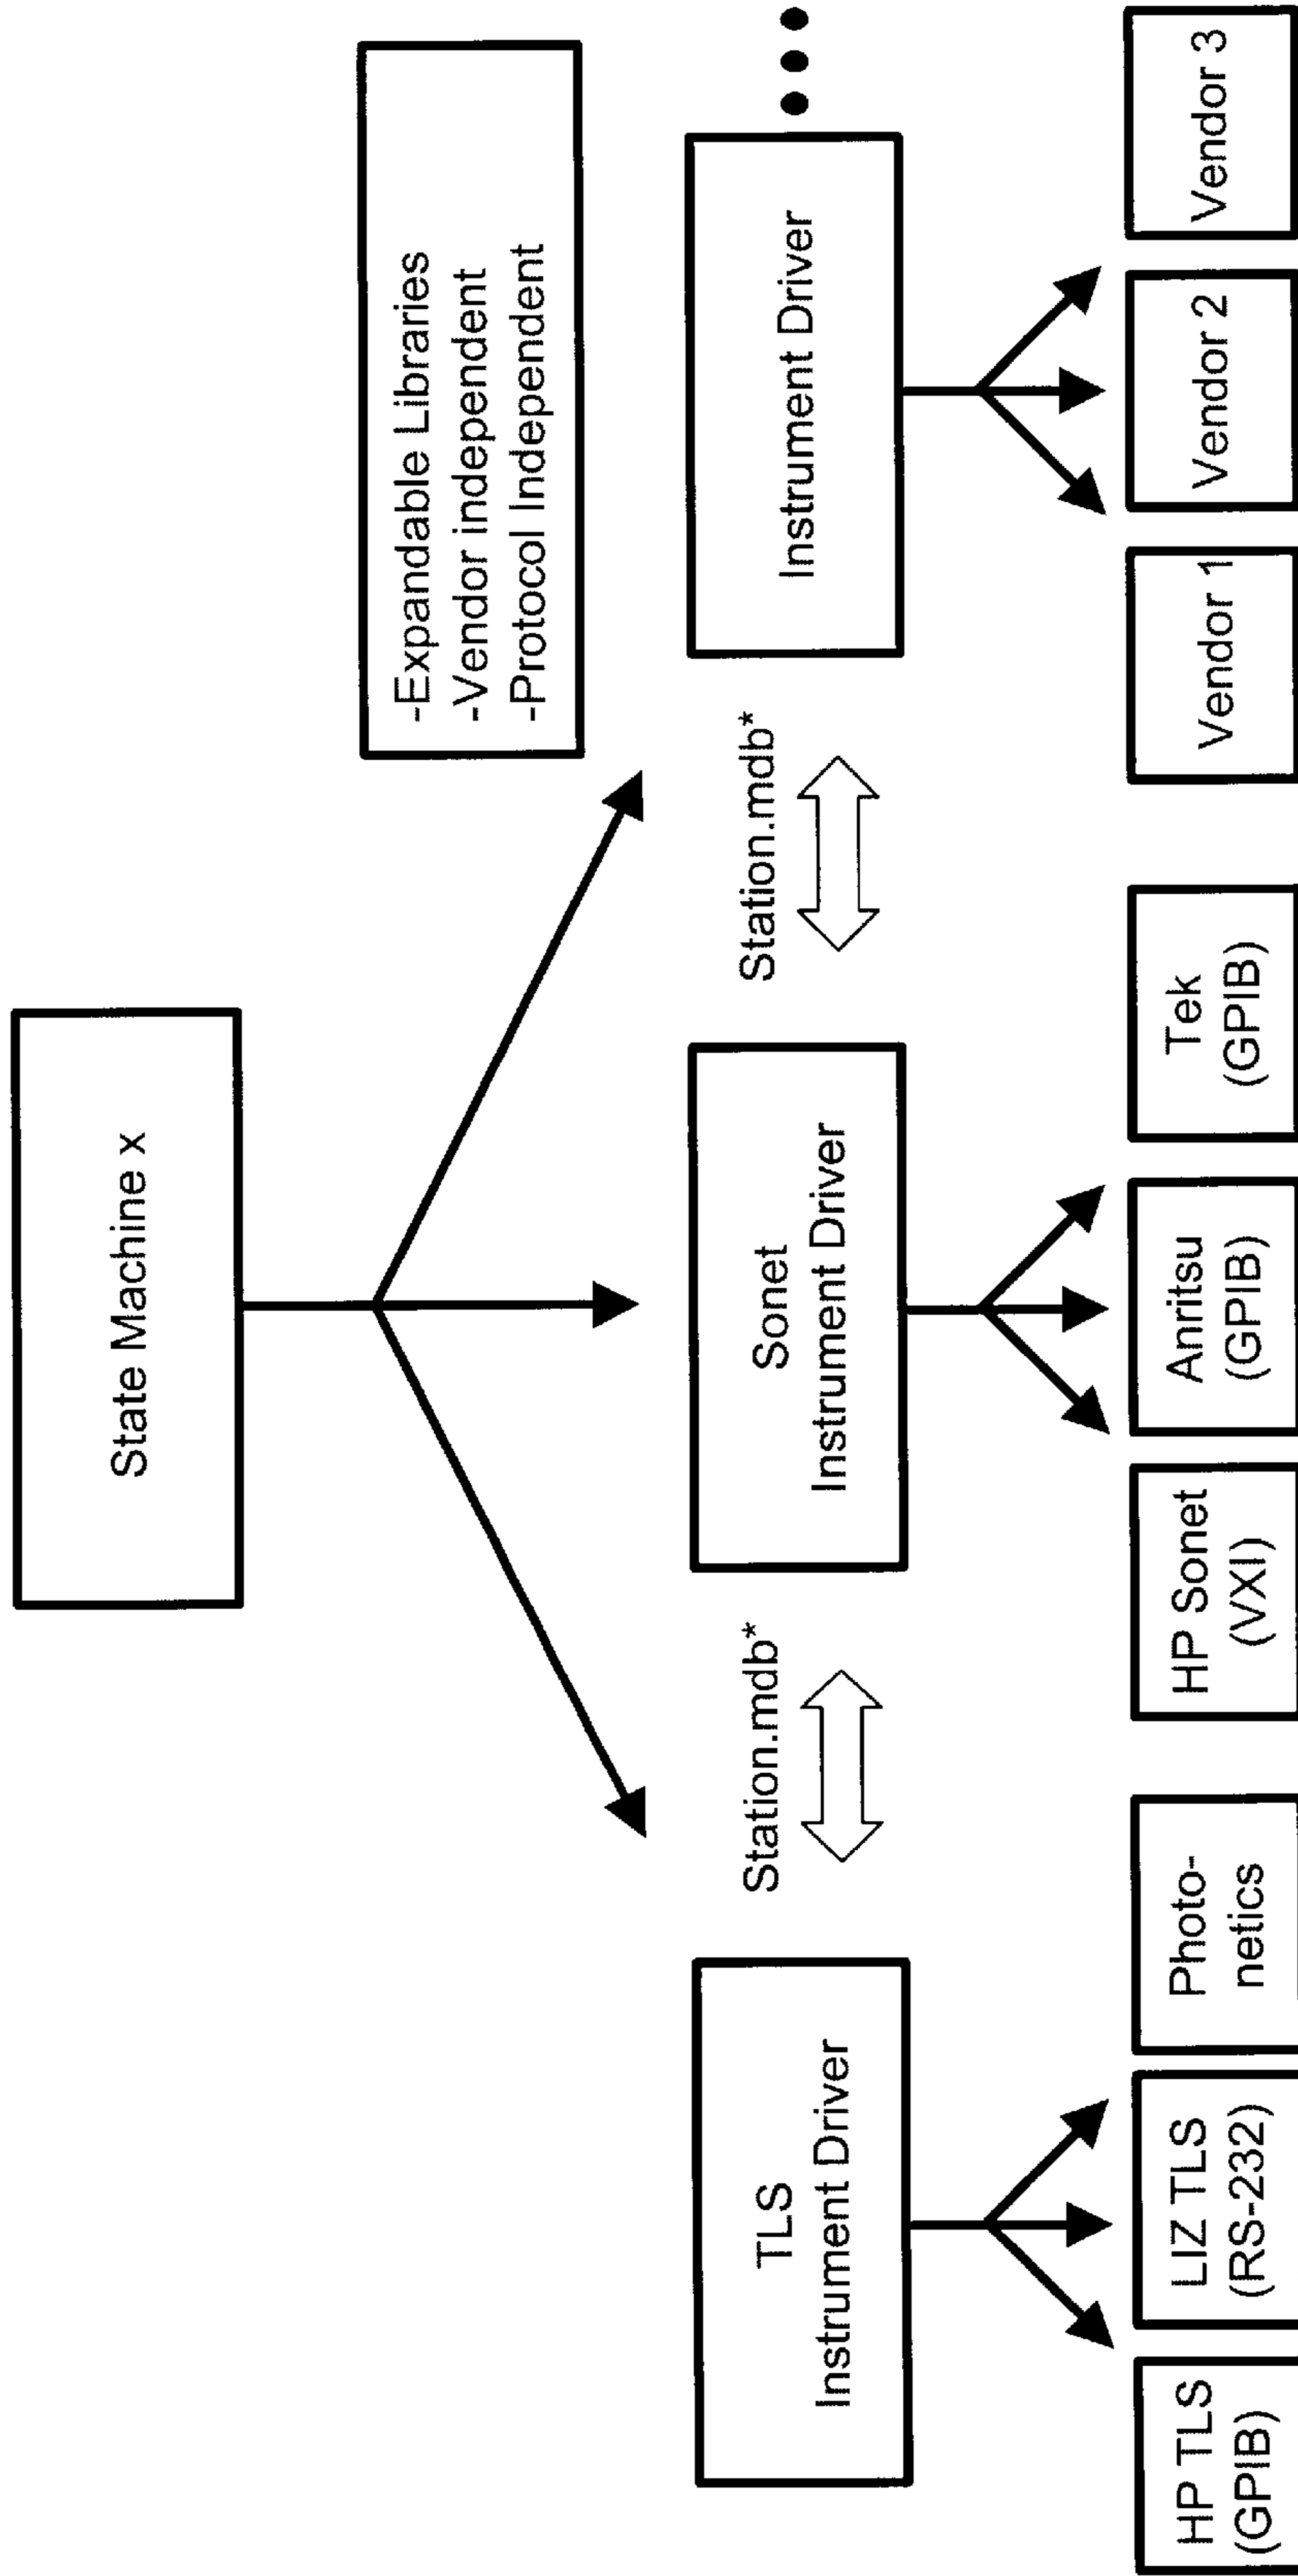 State Machine x
-Expandable Libraries
-Vendor independent
-Protocol Independent
TLS
Instrument Driver
Station.mdb*
Sonet
Instrument Driver
Station.mdb*
Instrument Driver
HP TLS
(GPIB)
LIZ TLS
(RS-232)
Photo-
netics
HP Sonet
(VXI)
Anritsu
(GPIB)
Tek
(GPIB)
Vendor 1
Vendor 2
Vendor 3